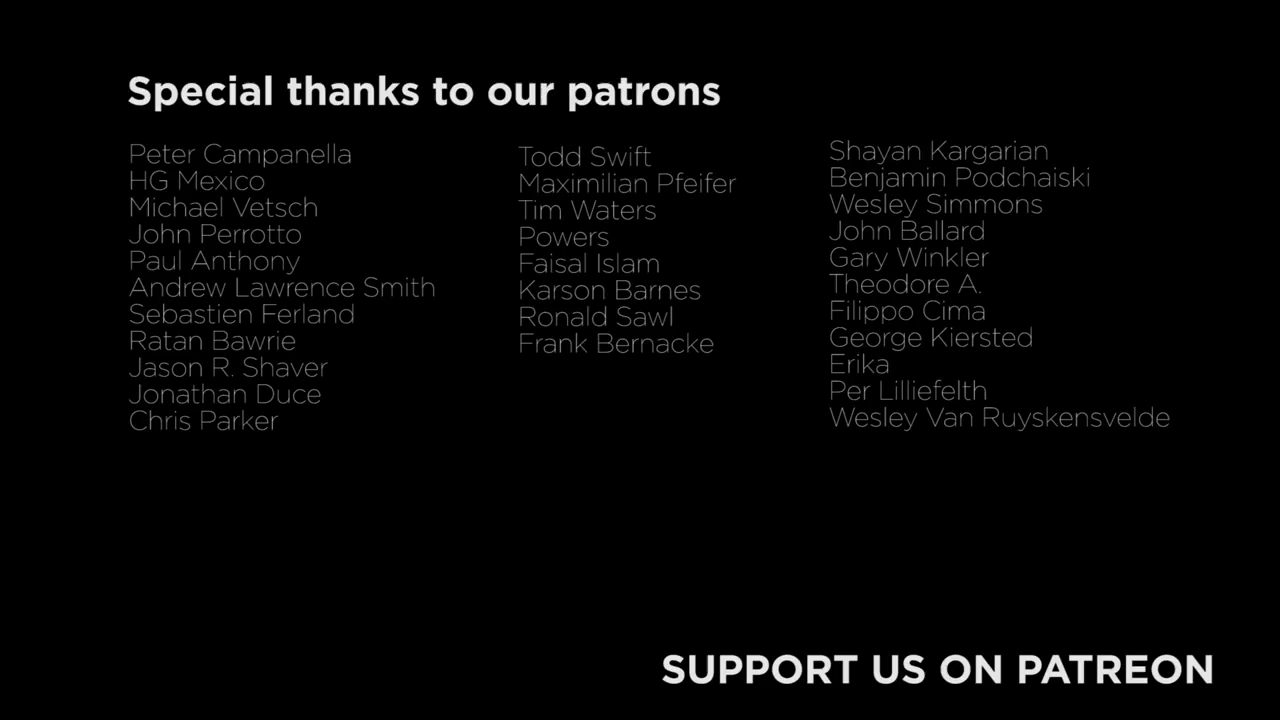 Special thanks to our patrons
Peter Campanella
HG Mexico
Michael Vetsch
John Perrotto
Paul Anthony
Andrew Lawrence Smith
Sebastien Ferland
Ratan Bawrie
Jason R. Shaver
Jonathan Duce
Chris Parker
Todd Swift
Maximilian Pfeifer
Tim Waters
Powers
Faisal Islam
Karson Barnes
Ronald Sawl
Frank Bernacke
Shayan Kargarian
Benjamin Podchaiski
Wesley Simmons
John Ballard
Gary Winkler
Theodore A.
Filippo Cima
George Kiersted
Erika
Per Lilliefelth
Wesley Van Ruyskensvelde
SUPPORT US ON PATREON